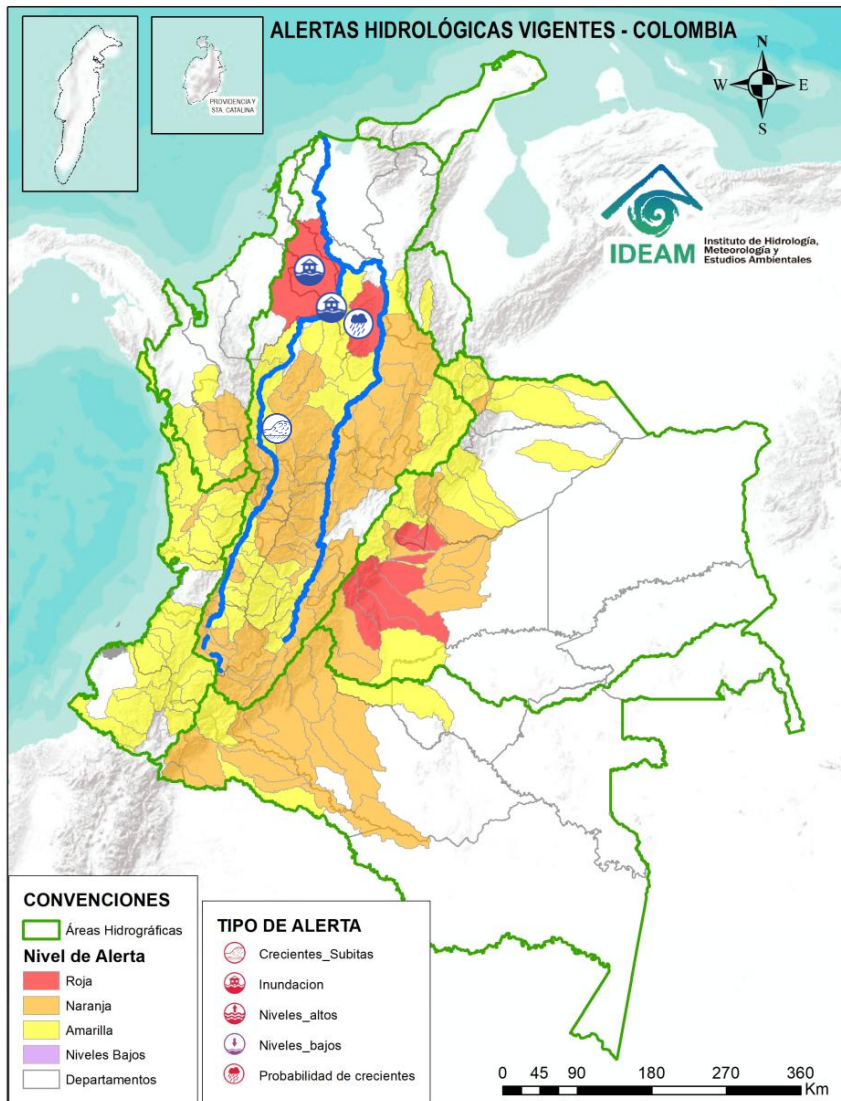 ALERTAS HIDROLÓGICAS VIGENTES - COLOMBIA
PROVIDENCIA Y
STA. CATALINA
N
W
E
S
IDEAM
Instituto de Hidrología,
Meteorología y
Estudios Ambientales
CONVENCIONES
Áreas Hidrográficas
Nivel de Alerta
Roja
Naranja
Amarilla
Niveles Bajos
Departamentos
TIPO DE ALERTA
Crecientes_Subitas
Inundacion
Niveles_altos
Niveles_bajos
Probabilidad de crecientes
0 45 90 180 270 360
Km